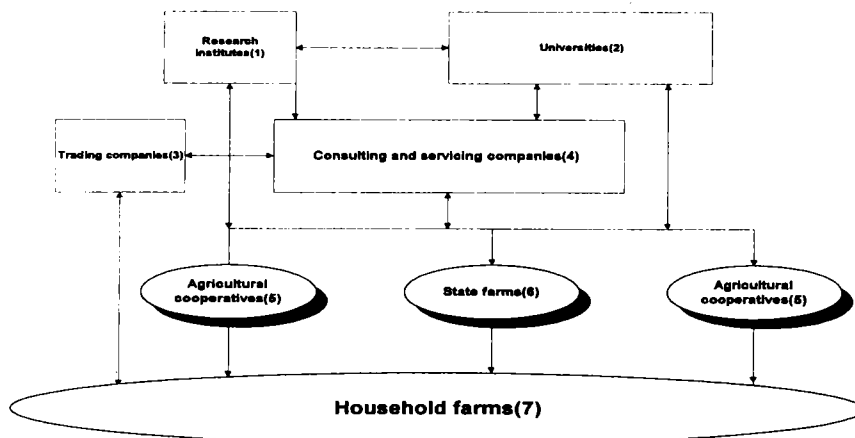 Research
institutes(1)
Universities(2)
Trading companies(3)
Consulting and servicing companies(4)
Agricultural
cooperatives(5)
State farms(6)
Agricultural
cooperatives(5)
Household farms(7)